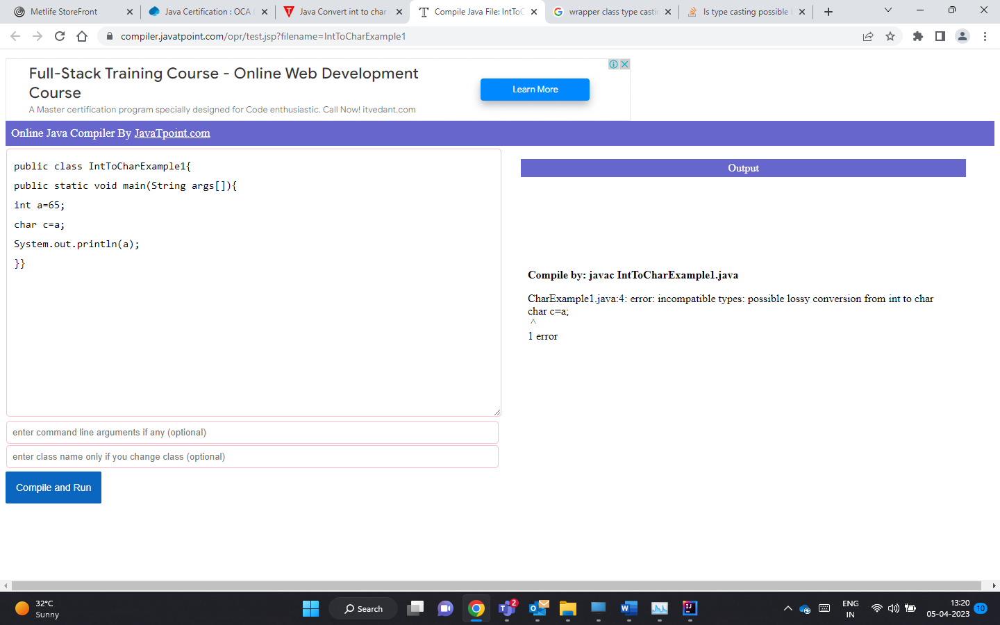 Metlife StoreFront
Java Certification : OCA
Java Convert int to char
Compile Java File: IntToC
wrapper class type casti
Is type casting possible
compiler.javatpoint.com/opr/test.jsp?filename=IntToCharExample1
Full-Stack Training Course - Online Web Development
Course
A Master certification program specially designed for Code enthusiastic. Call Now! itvedant.com
Learn More
Online Java Compiler By JavaTpoint.com
public class IntToCharExample1{
public static void main(String args[]){
int a=65;
char c=a;
System.out.println(a);
}}
Output
Compile by: javac IntToCharExample1.java
CharExample1.java:4: error: incompatible types: possible lossy conversion from int to char
char c=a;
^
1 error
enter command line arguments if any (optional)
enter class name only if you change class (optional)
Compile and Run
32°C
Sunny
Search
2
ENG
IN
13:20
05-04-2023
10